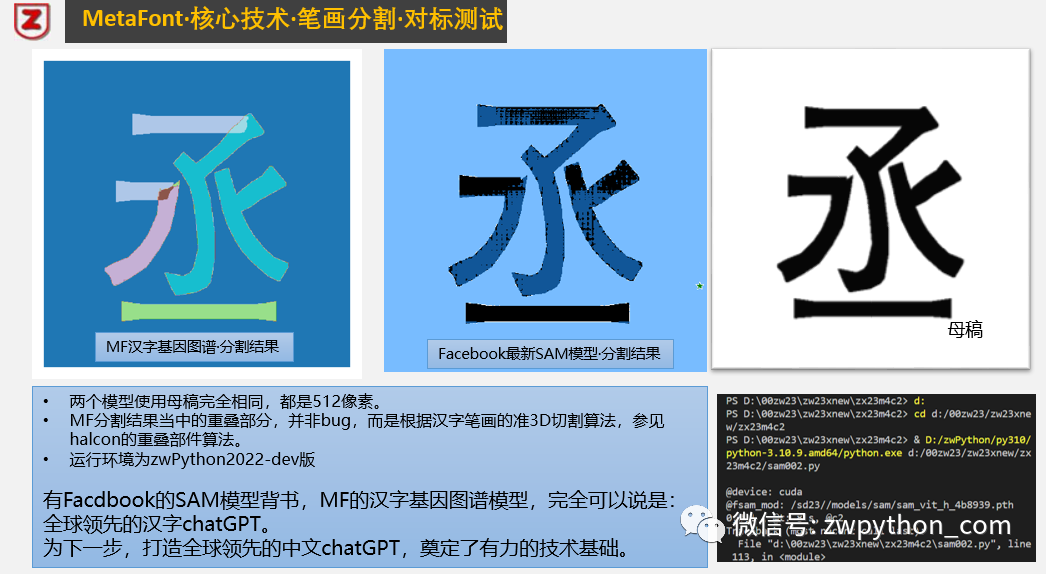 Z
MetaFont·核心技术·笔画分割·对标测试
丞
丞
丞
MF汉字基因图谱·分割结果
Facebook最新SAM模型·分割结果
母稿
• 两个模型使用母稿完全相同，都是512像素。
• MF分割结果当中的重叠部分，并非bug，而是根据汉字笔画的准3D切割算法，参见
halcon的重叠部件算法。
• 运行环境为zwPython2022-dev版
有Facdbook的SAM模型背书，MF的汉字基因图谱模型，完全可以说是：
全球领先的汉字chatGPT。
为下一步，打造全球领先的中文chatGPT，奠定了有力的技术基础。
PS D:\00zw23\zw23xnew\zx23m4c2> d:
PS D:\00zw23\zw23xnew\zx23m4c2> cd d:/00zw23/zw23xne
w/zx23m4c2
PS D:\00zw23\zw23xnew\zx23m4c2> & D:/zwPython/py310/
python-3.10.9.amd64/python.exe d:/00zw23/zw23xnew/zx
23m4c2/sam002.py
@device: cuda
@fsam_mod: /sd23//models/sam/sam_vit_h_4b8939.pth
微信号: zwpython_com
File "d:\00zw23\zw23xnew\zx23m4c2\sam002.py", line
113, in <module>